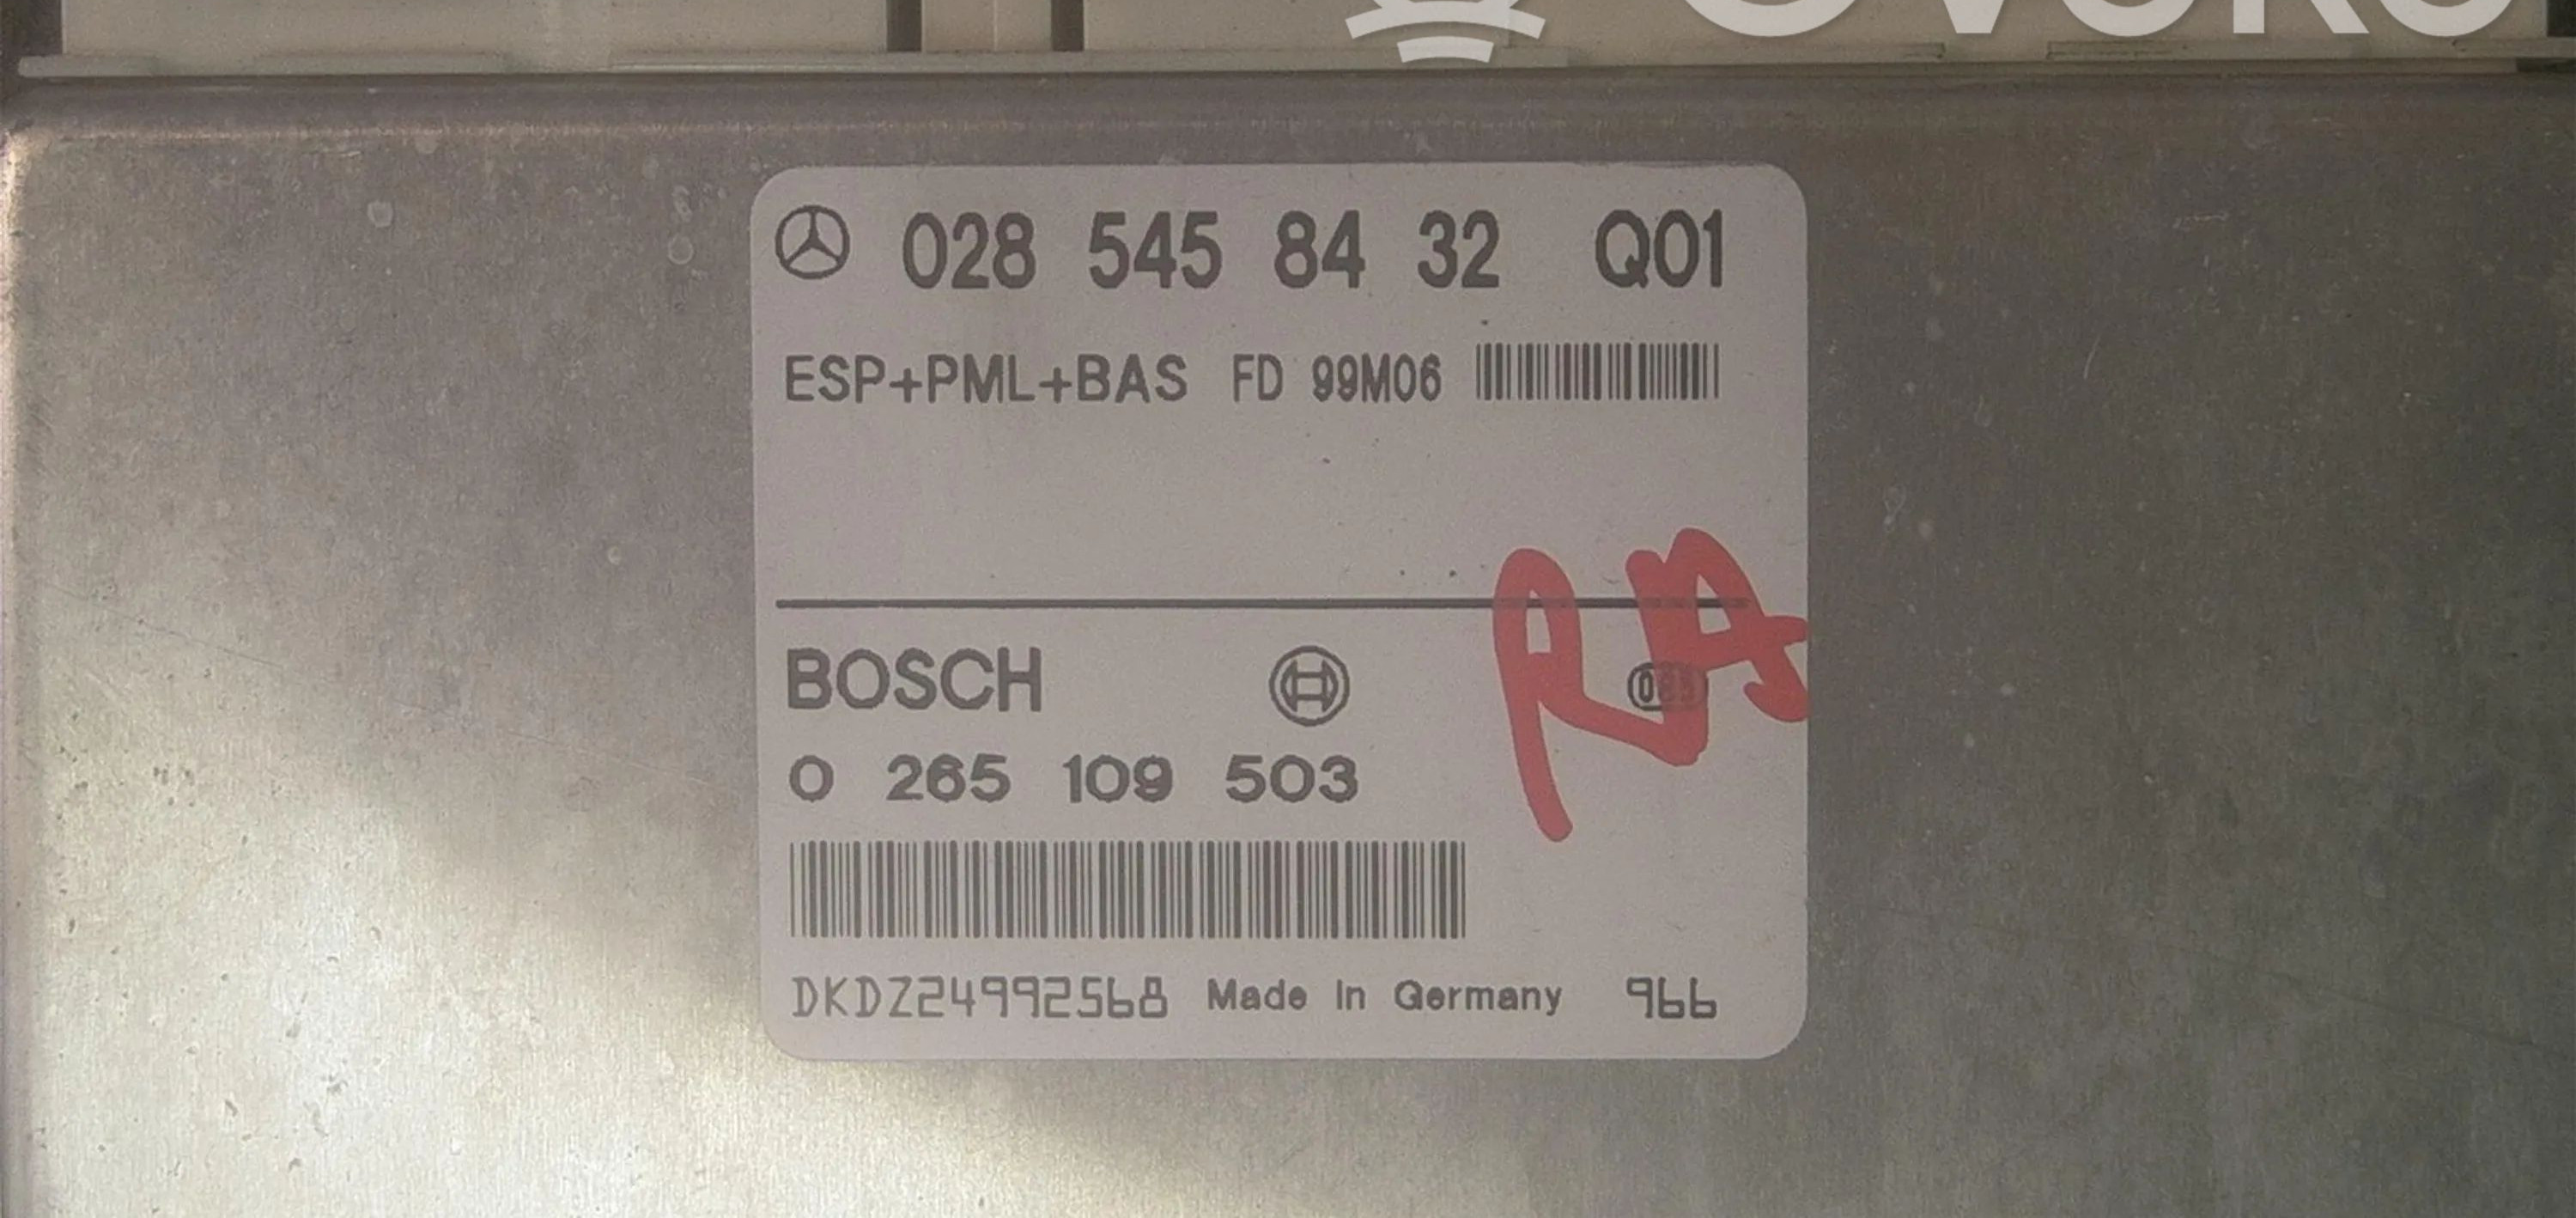 028 545 84 32 Q01
ESP+PML+BAS FD 99M06
BOSCH
RA
0 265 109 503
DKDZ24992568 Made In Germany 966